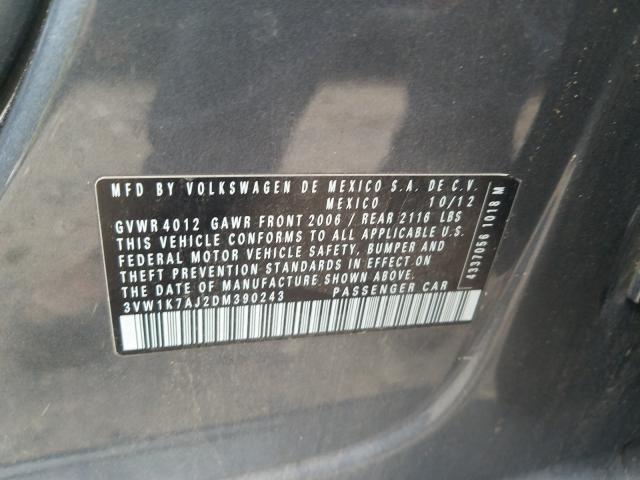 MFD BY VOLKSWAGEN DE MEXICO S.A. DE C.V.
MEXICO 10/12
GVWR 4012 GAWR FRONT 2006 / REAR 2116 LBS
THIS VEHICLE CONFORMS TO ALL APPLICABLE U.S.
FEDERAL MOTOR VEHICLE SAFETY, BUMPER AND
THEFT PREVENTION STANDARDS IN EFFECT ON
THE DATE OF MANUFACTURE SHOWN ABOVE.
3VW1K7AJ2DM390243 PASSENGER CAR
4337056 1018 M